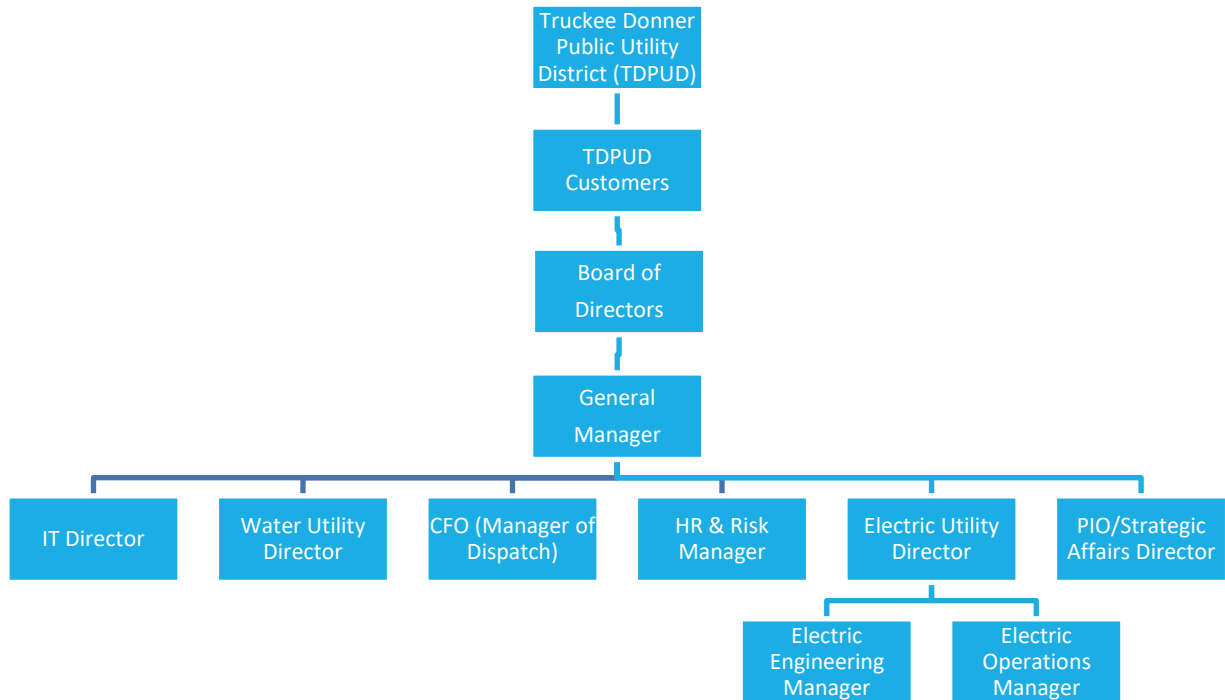 Truckee Donner
Public Utility
District (TDPUD)
TDPUD
Customers
Board of
Directors
General
Manager
IT Director
Water Utility
Director
CFO (Manager of
Dispatch)
HR & Risk
Manager
Electric Utility
Director
PIO/Strategic
Affairs Director
Electric
Engineering
Manager
Electric
Operations
Manager